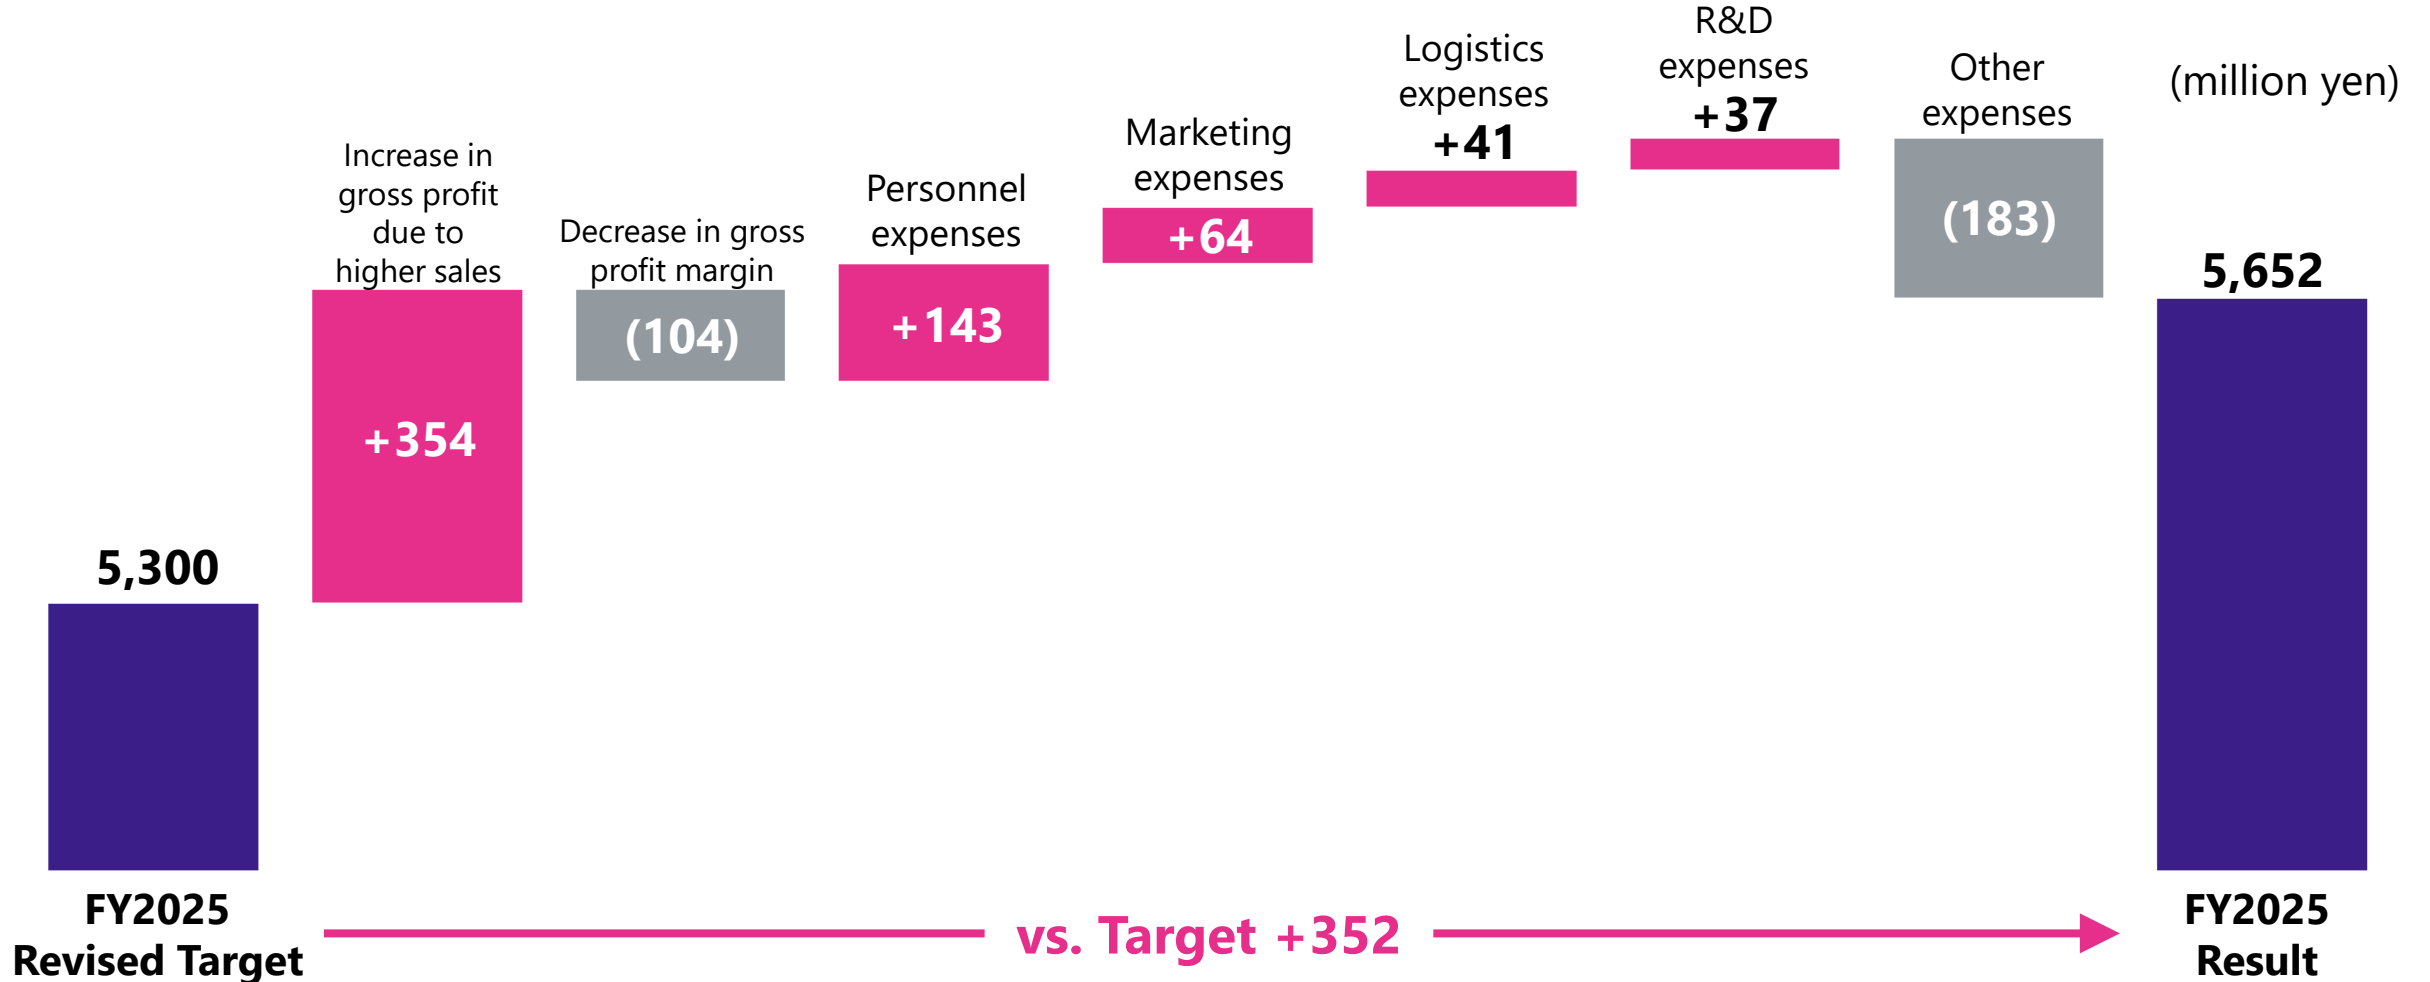 (million yen)
5,300
FY2025
Revised Target
Increase in
gross profit
due to
higher sales
+354
Decrease in gross
profit margin
(104)
Personnel
expenses
+143
Marketing
expenses
+64
Logistics
expenses
+41
R&D
expenses
+37
Other
expenses
(183)
5,652
FY2025
Result
vs. Target +352